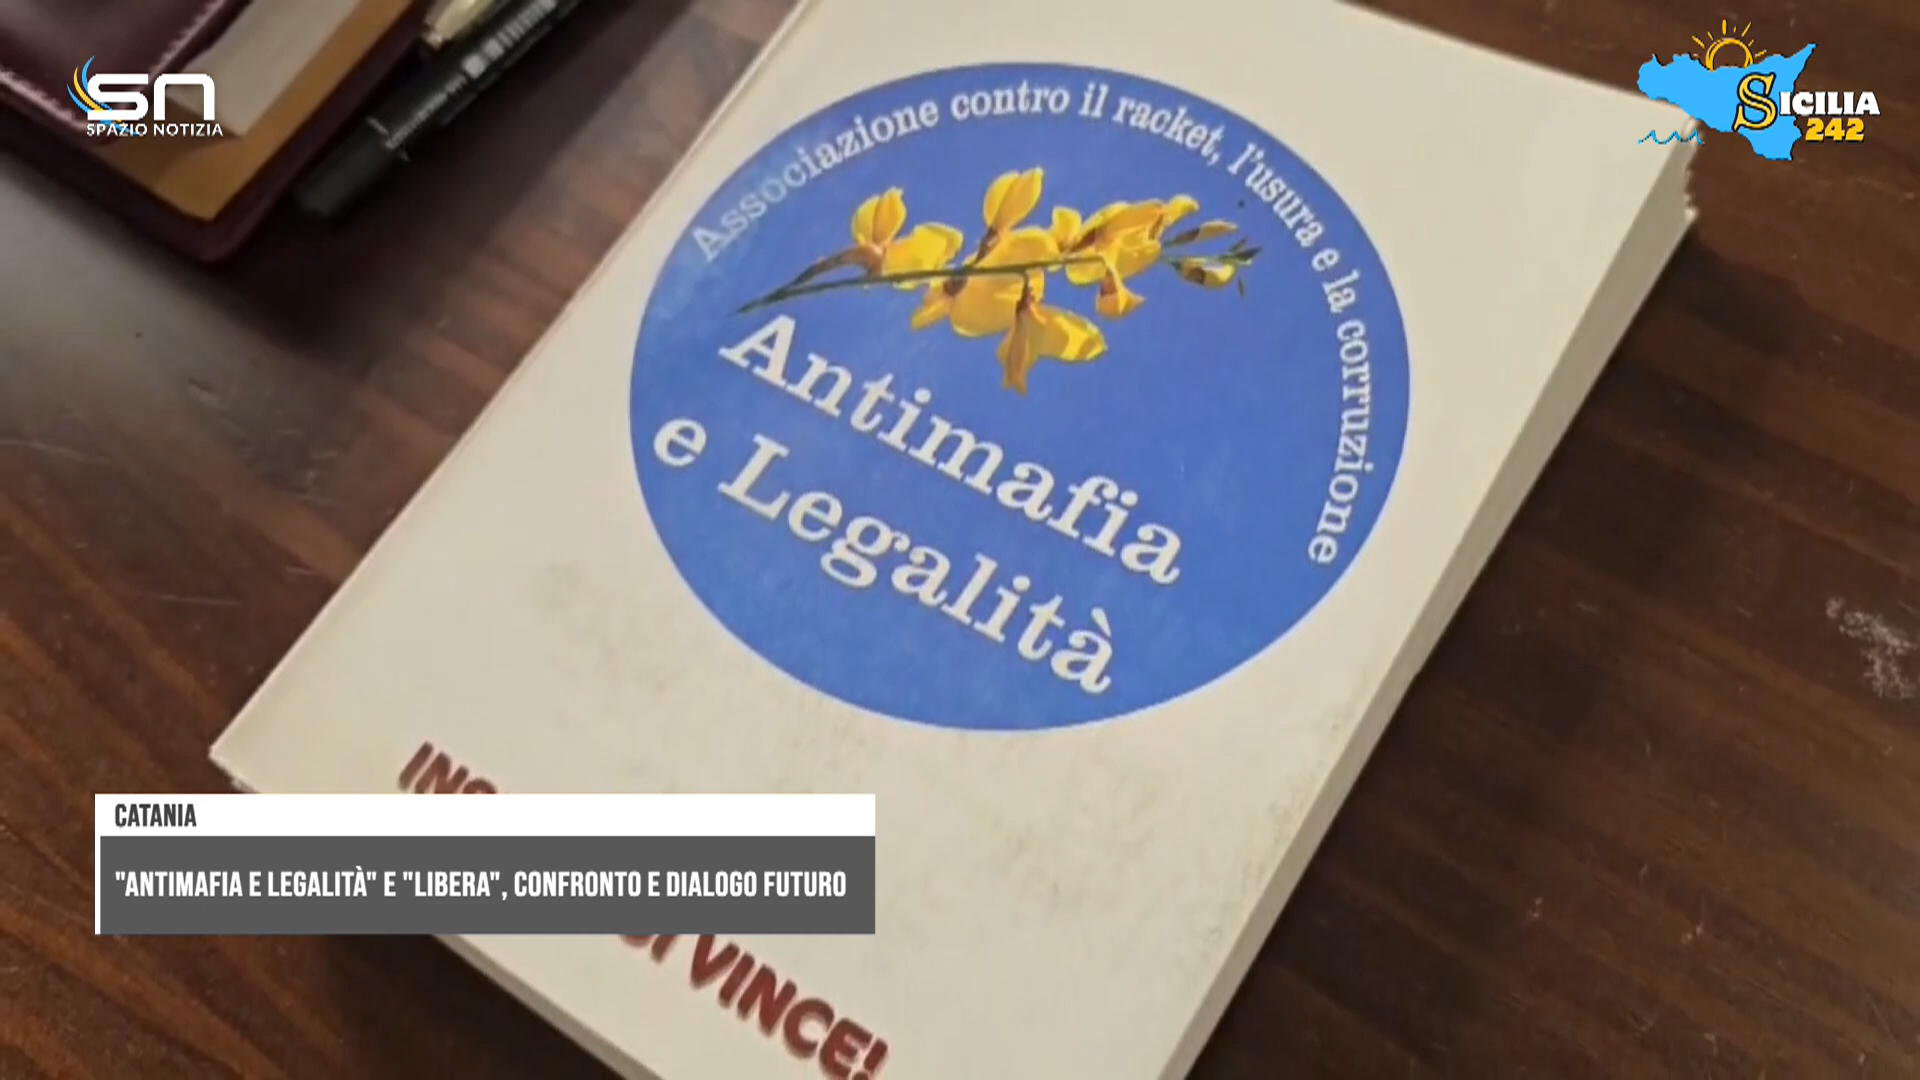 SN
SPAZIO NOTIZIA
SICILIA
242
Associazione contro il racket, l'usura e la corruzione
Antimafia
e Legalità
SI VINCE!
CATANIA
"ANTIMAFIA E LEGALITÀ" E "LIBERA", CONFRONTO E DIALOGO FUTURO